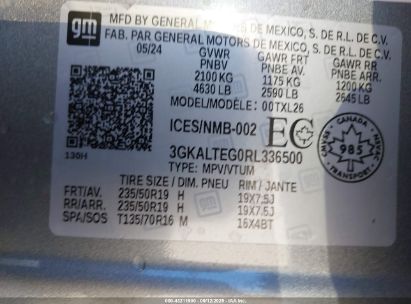 gm
MFD BY GENERAL MOTORS DE MEXICO, S. DE R.L. DE C.V.
FAB. PAR GENERAL MOTORS DE MEXICO, S. DE R.L. DE C.V.
05/24 GVWR GAWR FRT GAWR RR
PNBV PNBE AV. PNBE ARR.
2100 KG 1175 KG 1200 KG
4630 LB 2590 LB 2645 LB
MODEL/MODÈLE: 00TXL26
ICES/NMB-002 EC
3GKALTEG0RL336500
130H
TYPE: MPV/VTUM
CANADA
985
TIRE SIZE / DIM. PNEU RIM / JANTE
FRT/AV. 235/50R19 H 19X7.5J
RR/ARR. 235/50R19 H 19X7.5J
SPA/SOS T135/70R16 M 16X4BT